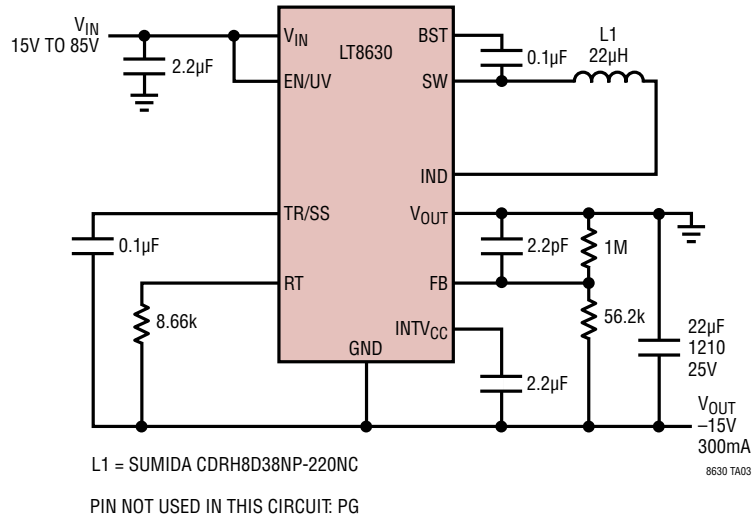 VIN
15V TO 85V
2.2µF
VIN
EN/UV
LT8630
BST
SW
0.1µF
L1
22µH
IND
TR/SS
VOUT
0.1µF
2.2pF
1M
RT
FB
8.66k
56.2k
INTVCC
GND
2.2µF
22µF
1210
25V
VOUT
–15V
300mA
8630 TA03
L1 = SUMIDA CDRH8D38NP-220NC
PIN NOT USED IN THIS CIRCUIT: PG